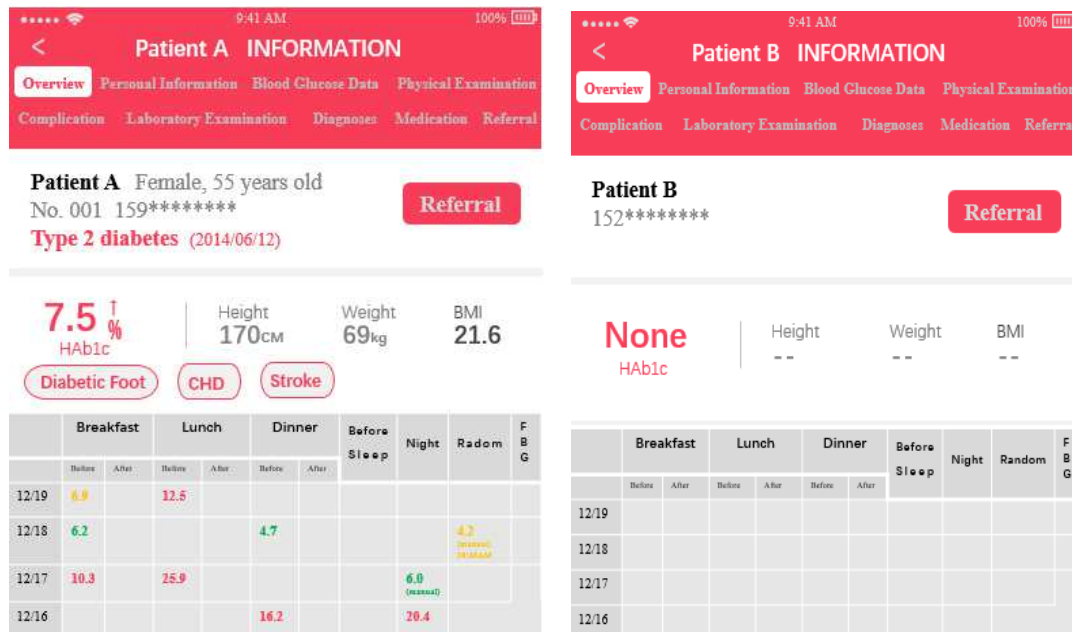 9:41 AM 100%
< Patient A INFORMATION
Overview Personal Information Blood Glucose Data Physical Examination
Complication Laboratory Examination Diagnoses Medication Referral
Patient A Female, 55 years old
No. 001 159********
Referral
Type 2 diabetes (2014/06/12)
7.5 ↑ %
HAb1c
Height
170CM
Weight
69kg
BMI
21.6
Diabetic Foot CHD Stroke
Breakfast Lunch Dinner Before Sleep Night Radom FBG
Before After Before After Before After
12/19 6.9 12.5
12/18 6.2 4.7 4.2
(manual)
12/17 10.3 25.9 6.0
(manual)
12/16 16.2 20.4
9:41 AM 100%
< Patient B INFORMATION
Overview Personal Information Blood Glucose Data Physical Examination
Complication Laboratory Examination Diagnoses Medication Referra
Patient B
152********
Referral
None
HAb1c
Height
--
Weight
--
BMI
--
Breakfast Lunch Dinner Before Sleep Night Random FBG
Before After Before After Before After
12/19
12/18
12/17
12/16